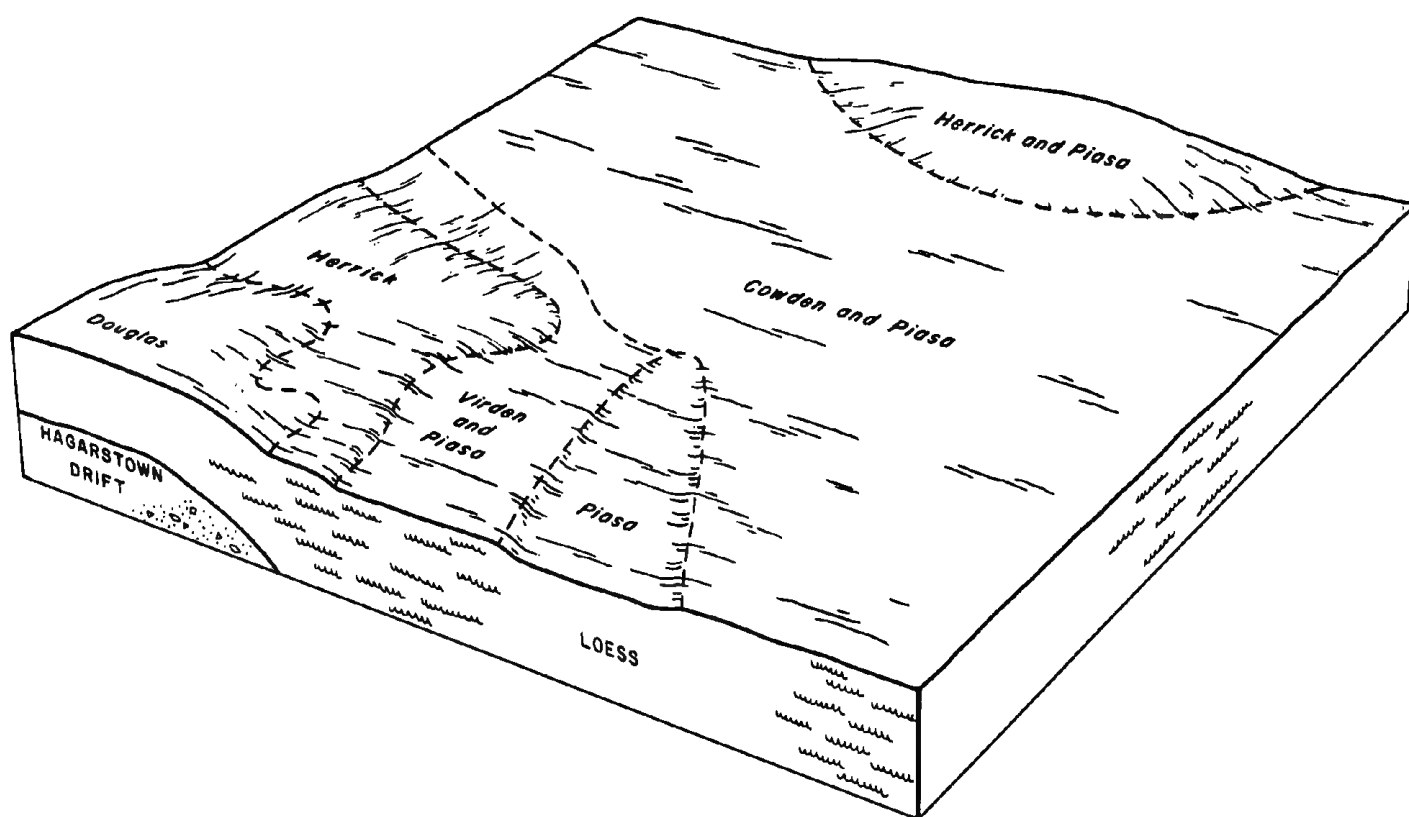 Herrick and Piasa
Herrick
Cowden and Piasa
Douglas
Virden
and
Piasa
HAGARSTOWN
DRIFT
Piasa
LOESS